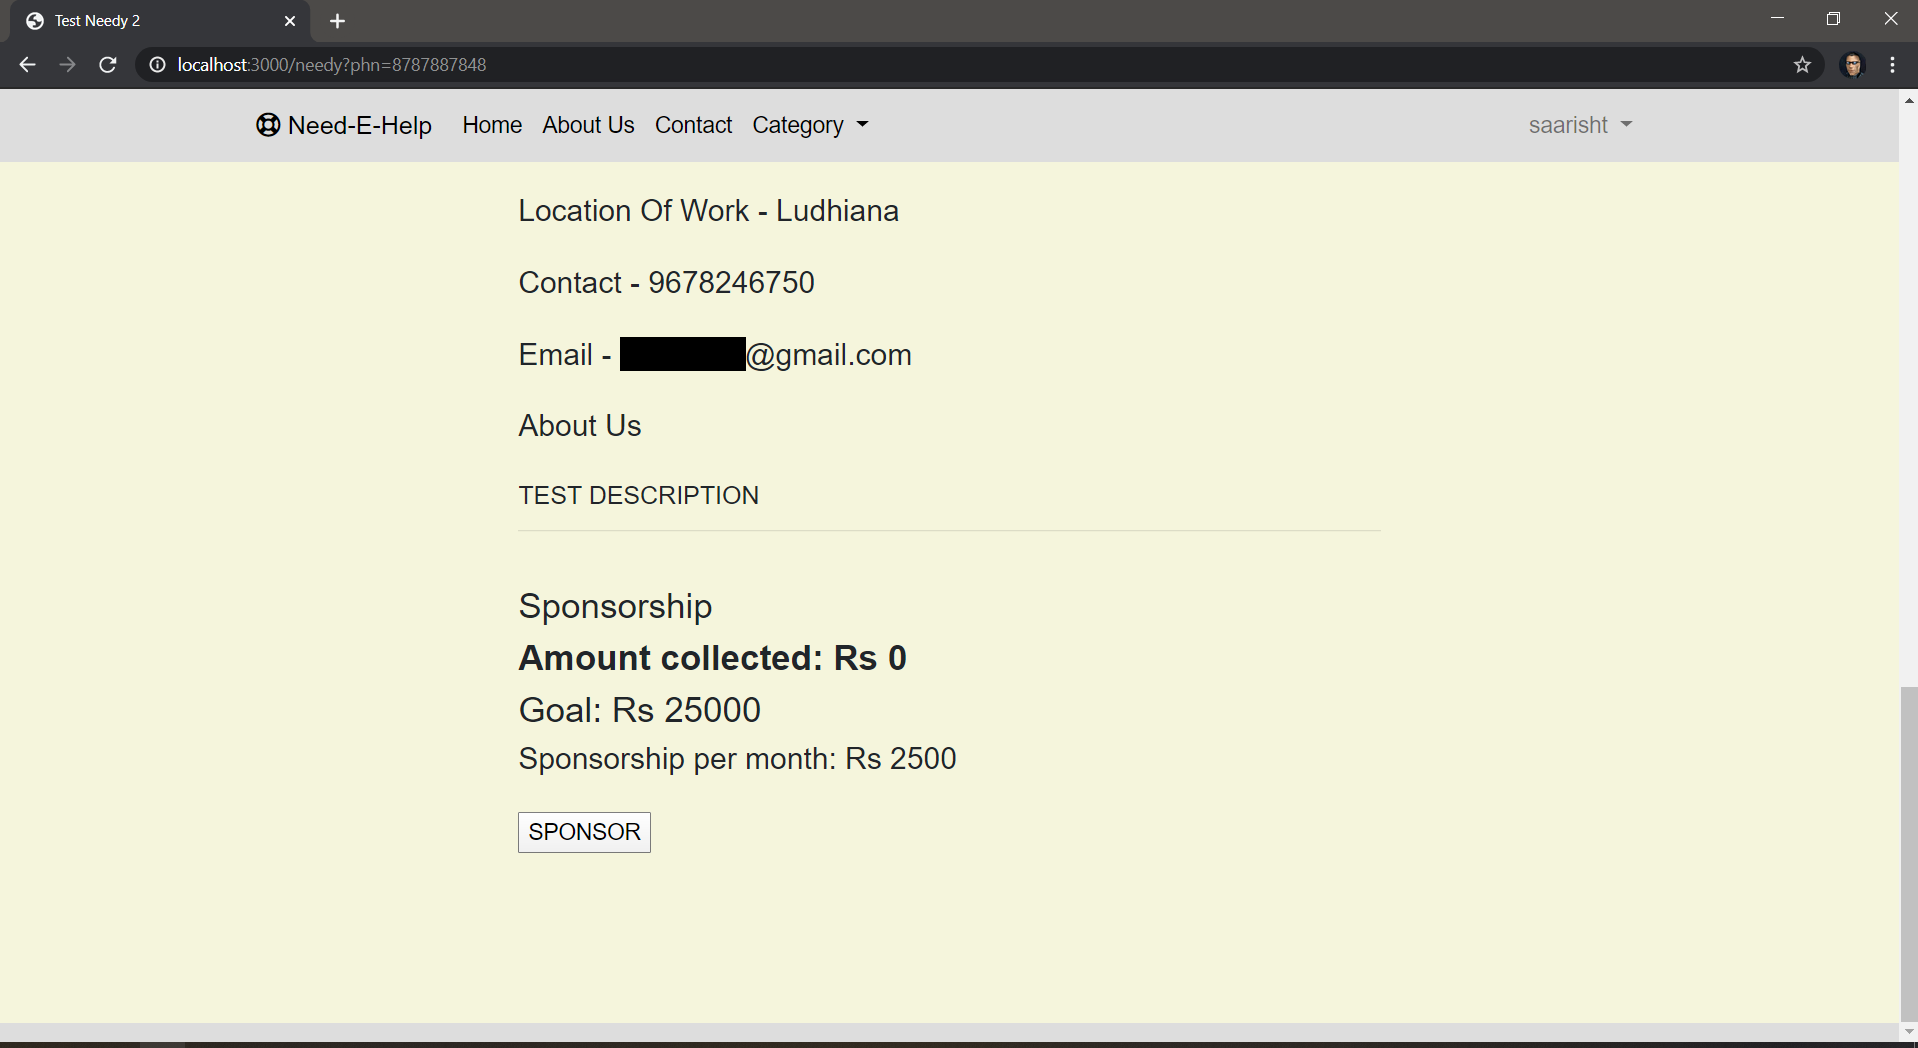 Test Needy 2
localhost:3000/needy?phn=8787887848
Need-E-Help Home About Us Contact Category saarisht
Location Of Work - Ludhiana
Contact - 9678246750
Email - @gmail.com
About Us
TEST DESCRIPTION
Sponsorship
Amount collected: Rs 0
Goal: Rs 25000
Sponsorship per month: Rs 2500
SPONSOR